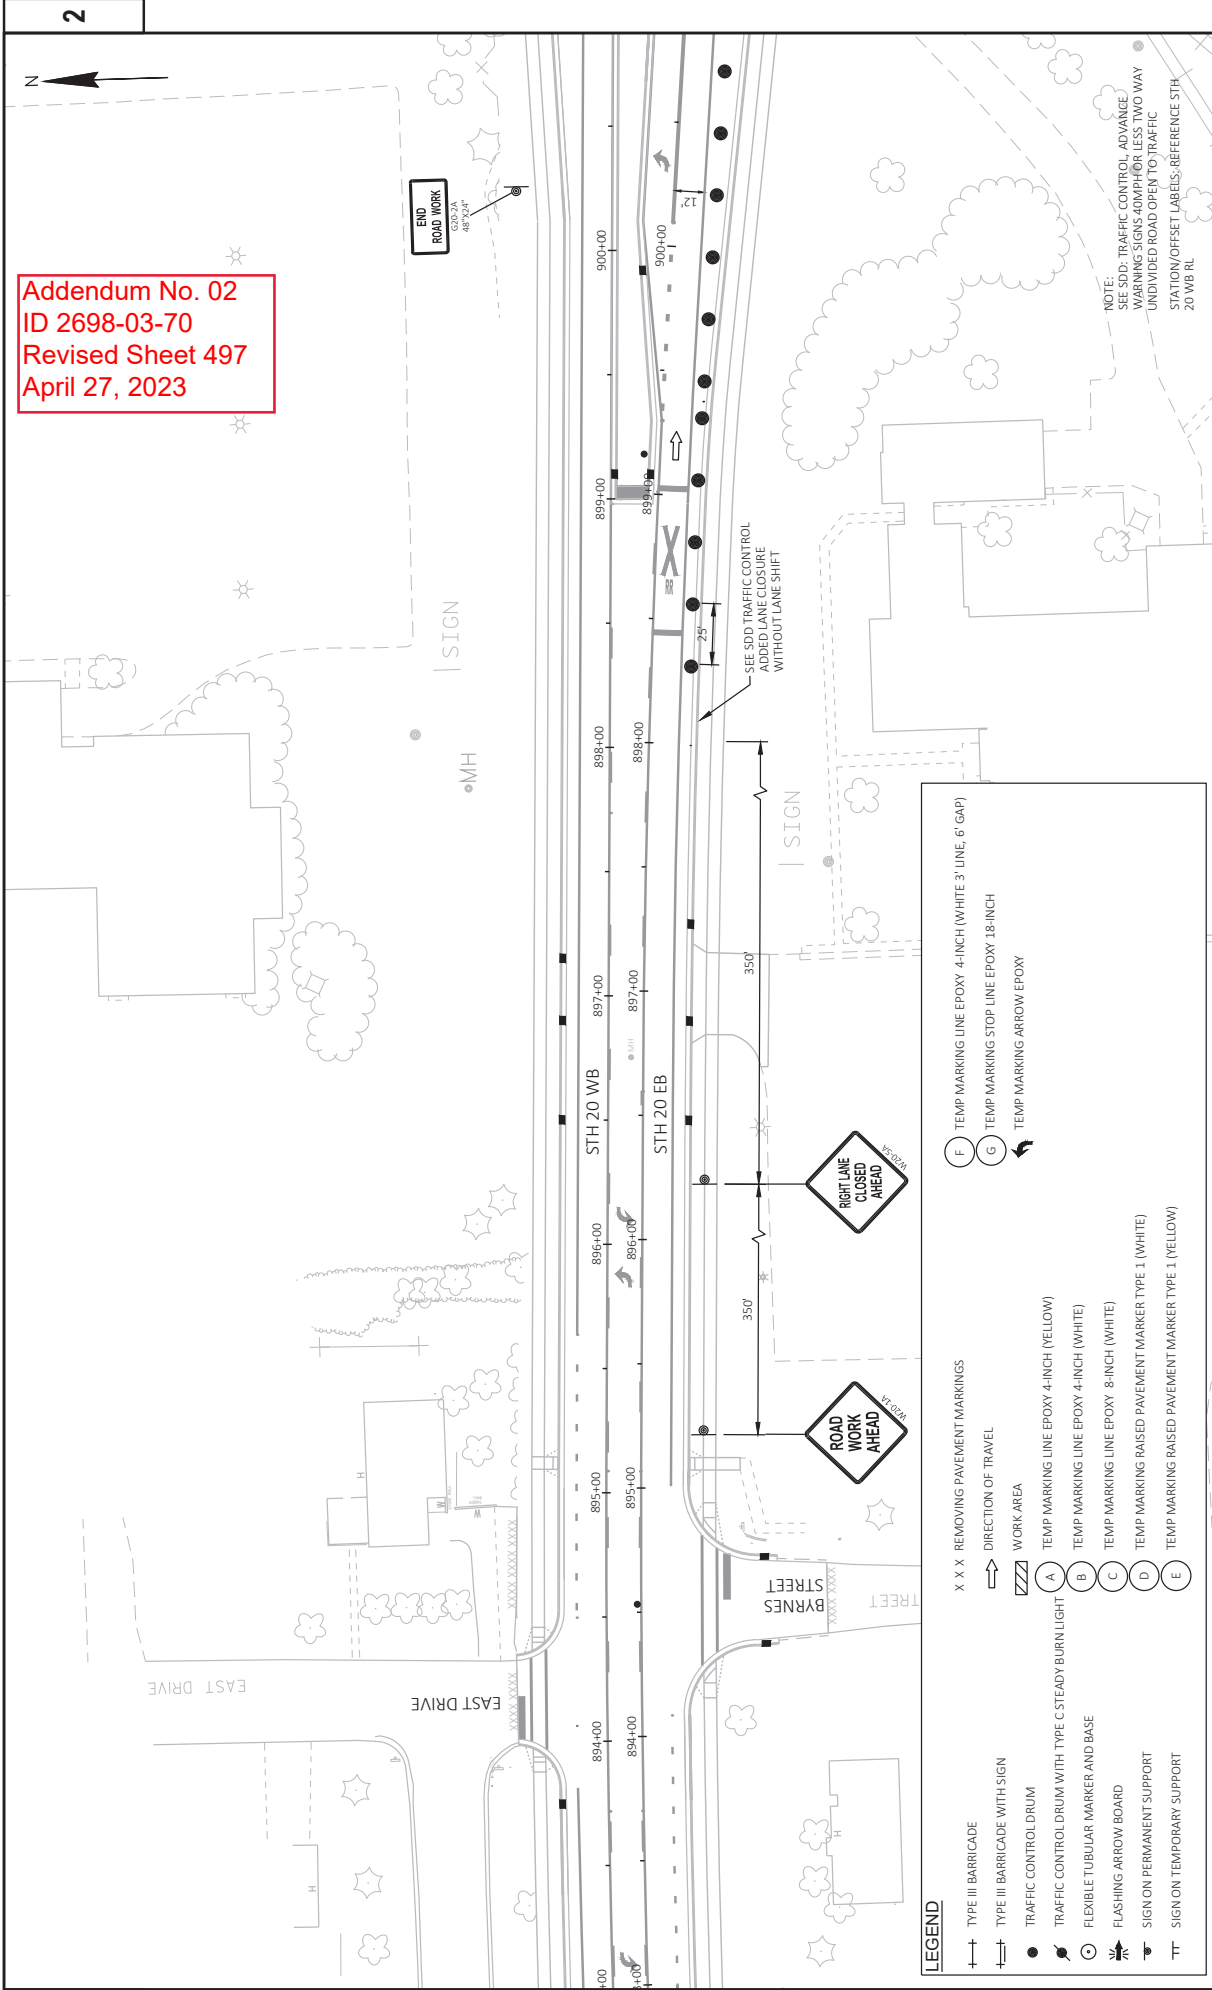 2
N
Addendum No. 02
ID 2698-03-70
Revised Sheet 497
April 27, 2023
END
ROAD WORK
G20-2A
48"X24"
NOTE:
SEE SDD: TRAFFIC CONTROL, ADVANCE
WARNING SIGNS 40MPH OR LESS TWO WAY
UNDIVIDED ROAD OPEN TO TRAFFIC
STATION/OFFSET LABELS: REFERENCE STH
20 WB RL
894+00
895+00
896+00
897+00
898+00
899+00
900+00
894+00
895+00
896+00
897+00
898+00
899+00
900+00
STH 20 WB
STH 20 EB
RR
12'
25'
SEE SDD TRAFFIC CONTROL
ADDED LANE CLOSURE
WITHOUT LANE SHIFT
350'
350'
ROAD
WORK
AHEAD
W20-1A
RIGHT LANE
CLOSED
AHEAD
W20-5A
EAST DRIVE
EAST DRIVE
BYRNES
STREET
TREET
SIGN
SIGN
MH
MH
H
H
H
LEGEND
TYPE III BARRICADE
TYPE III BARRICADE WITH SIGN
TRAFFIC CONTROL DRUM
TRAFFIC CONTROL DRUM WITH TYPE C STEADY BURN LIGHT
FLEXIBLE TUBULAR MARKER AND BASE
FLASHING ARROW BOARD
SIGN ON PERMANENT SUPPORT
SIGN ON TEMPORARY SUPPORT
X X X REMOVING PAVEMENT MARKINGS
DIRECTION OF TRAVEL
WORK AREA
A TEMP MARKING LINE EPOXY 4-INCH (YELLOW)
B TEMP MARKING LINE EPOXY 4-INCH (WHITE)
C TEMP MARKING LINE EPOXY 8-INCH (WHITE)
D TEMP MARKING RAISED PAVEMENT MARKER TYPE 1 (WHITE)
E TEMP MARKING RAISED PAVEMENT MARKER TYPE 1 (YELLOW)
F TEMP MARKING LINE EPOXY 4-INCH (WHITE 3' LINE, 6' GAP)
G TEMP MARKING STOP LINE EPOXY 18-INCH
TEMP MARKING ARROW EPOXY